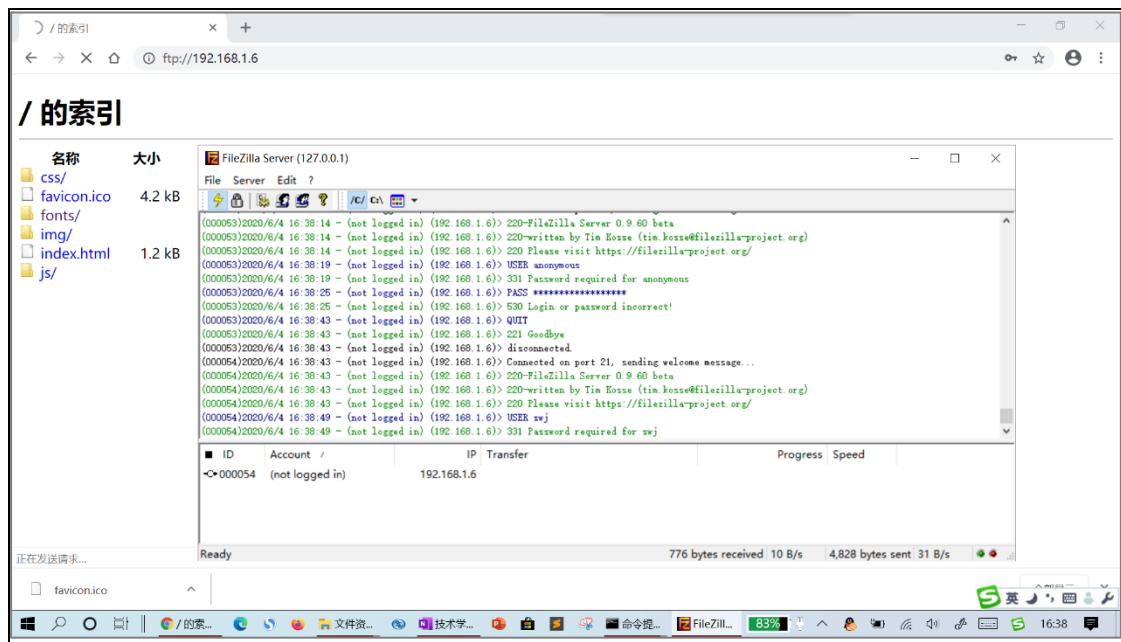 / 的索引
ftp://192.168.1.6
/ 的索引
名称 大小
css/
favicon.ico 4.2 kB
fonts/
img/
index.html 1.2 kB
js/
FileZilla Server (127.0.0.1)
File Server Edit ?
/C/ C:\
(000053)2020/6/4 16:38:14 - (not logged in) (192.168.1.6)> 220-FileZilla Server 0.9.60 beta
(000053)2020/6/4 16:38:14 - (not logged in) (192.168.1.6)> 220-written by Tim Kosse (tim.kosse@filezilla-project.org)
(000053)2020/6/4 16:38:14 - (not logged in) (192.168.1.6)> 220 Please visit https://filezilla-project.org/
(000053)2020/6/4 16:38:19 - (not logged in) (192.168.1.6)> USER anonymous
(000053)2020/6/4 16:38:19 - (not logged in) (192.168.1.6)> 331 Password required for anonymous
(000053)2020/6/4 16:38:25 - (not logged in) (192.168.1.6)> PASS ******************
(000053)2020/6/4 16:38:25 - (not logged in) (192.168.1.6)> 530 Login or password incorrect!
(000053)2020/6/4 16:38:43 - (not logged in) (192.168.1.6)> QUIT
(000053)2020/6/4 16:38:43 - (not logged in) (192.168.1.6)> 221 Goodbye
(000053)2020/6/4 16:38:43 - (not logged in) (192.168.1.6)> disconnected.
(000054)2020/6/4 16:38:43 - (not logged in) (192.168.1.6)> Connected on port 21, sending welcome message...
(000054)2020/6/4 16:38:43 - (not logged in) (192.168.1.6)> 220-FileZilla Server 0.9.60 beta
(000054)2020/6/4 16:38:43 - (not logged in) (192.168.1.6)> 220-written by Tim Kosse (tim.kosse@filezilla-project.org)
(000054)2020/6/4 16:38:43 - (not logged in) (192.168.1.6)> 220 Please visit https://filezilla-project.org/
(000054)2020/6/4 16:38:49 - (not logged in) (192.168.1.6)> USER swj
(000054)2020/6/4 16:38:49 - (not logged in) (192.168.1.6)> 331 Password required for swj
ID Account / IP Transfer Progress Speed
000054 (not logged in) 192.168.1.6
Ready 776 bytes received 10 B/s 4,828 bytes sent 31 B/s
正在发送请求...
favicon.ico
英
/ 的索... 文件资... 技术学... 命令提... FileZill... 83% 16:38